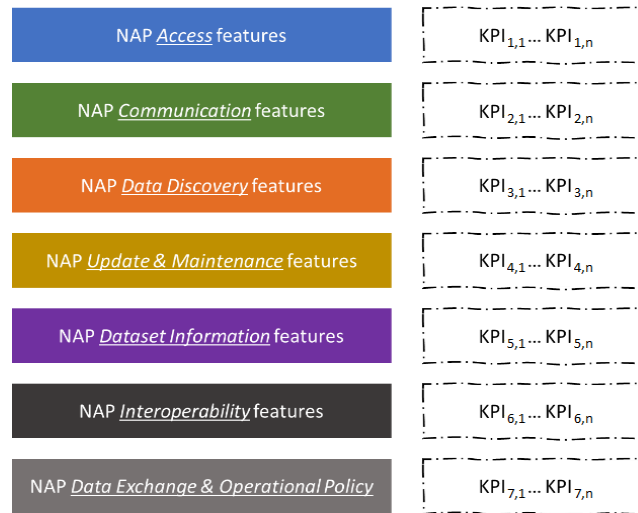 NAP Access features KPI1,1... KPI1,n
NAP Communication features KPI2,1... KPI2,n
NAP Data Discovery features KPI3,1... KPI3,n
NAP Update & Maintenance features KPI4,1... KPI4,n
NAP Dataset Information features KPI5,1... KPI5,n
NAP Interoperability features KPI6,1... KPI6,n
NAP Data Exchange & Operational Policy KPI7,1... KPI7,n